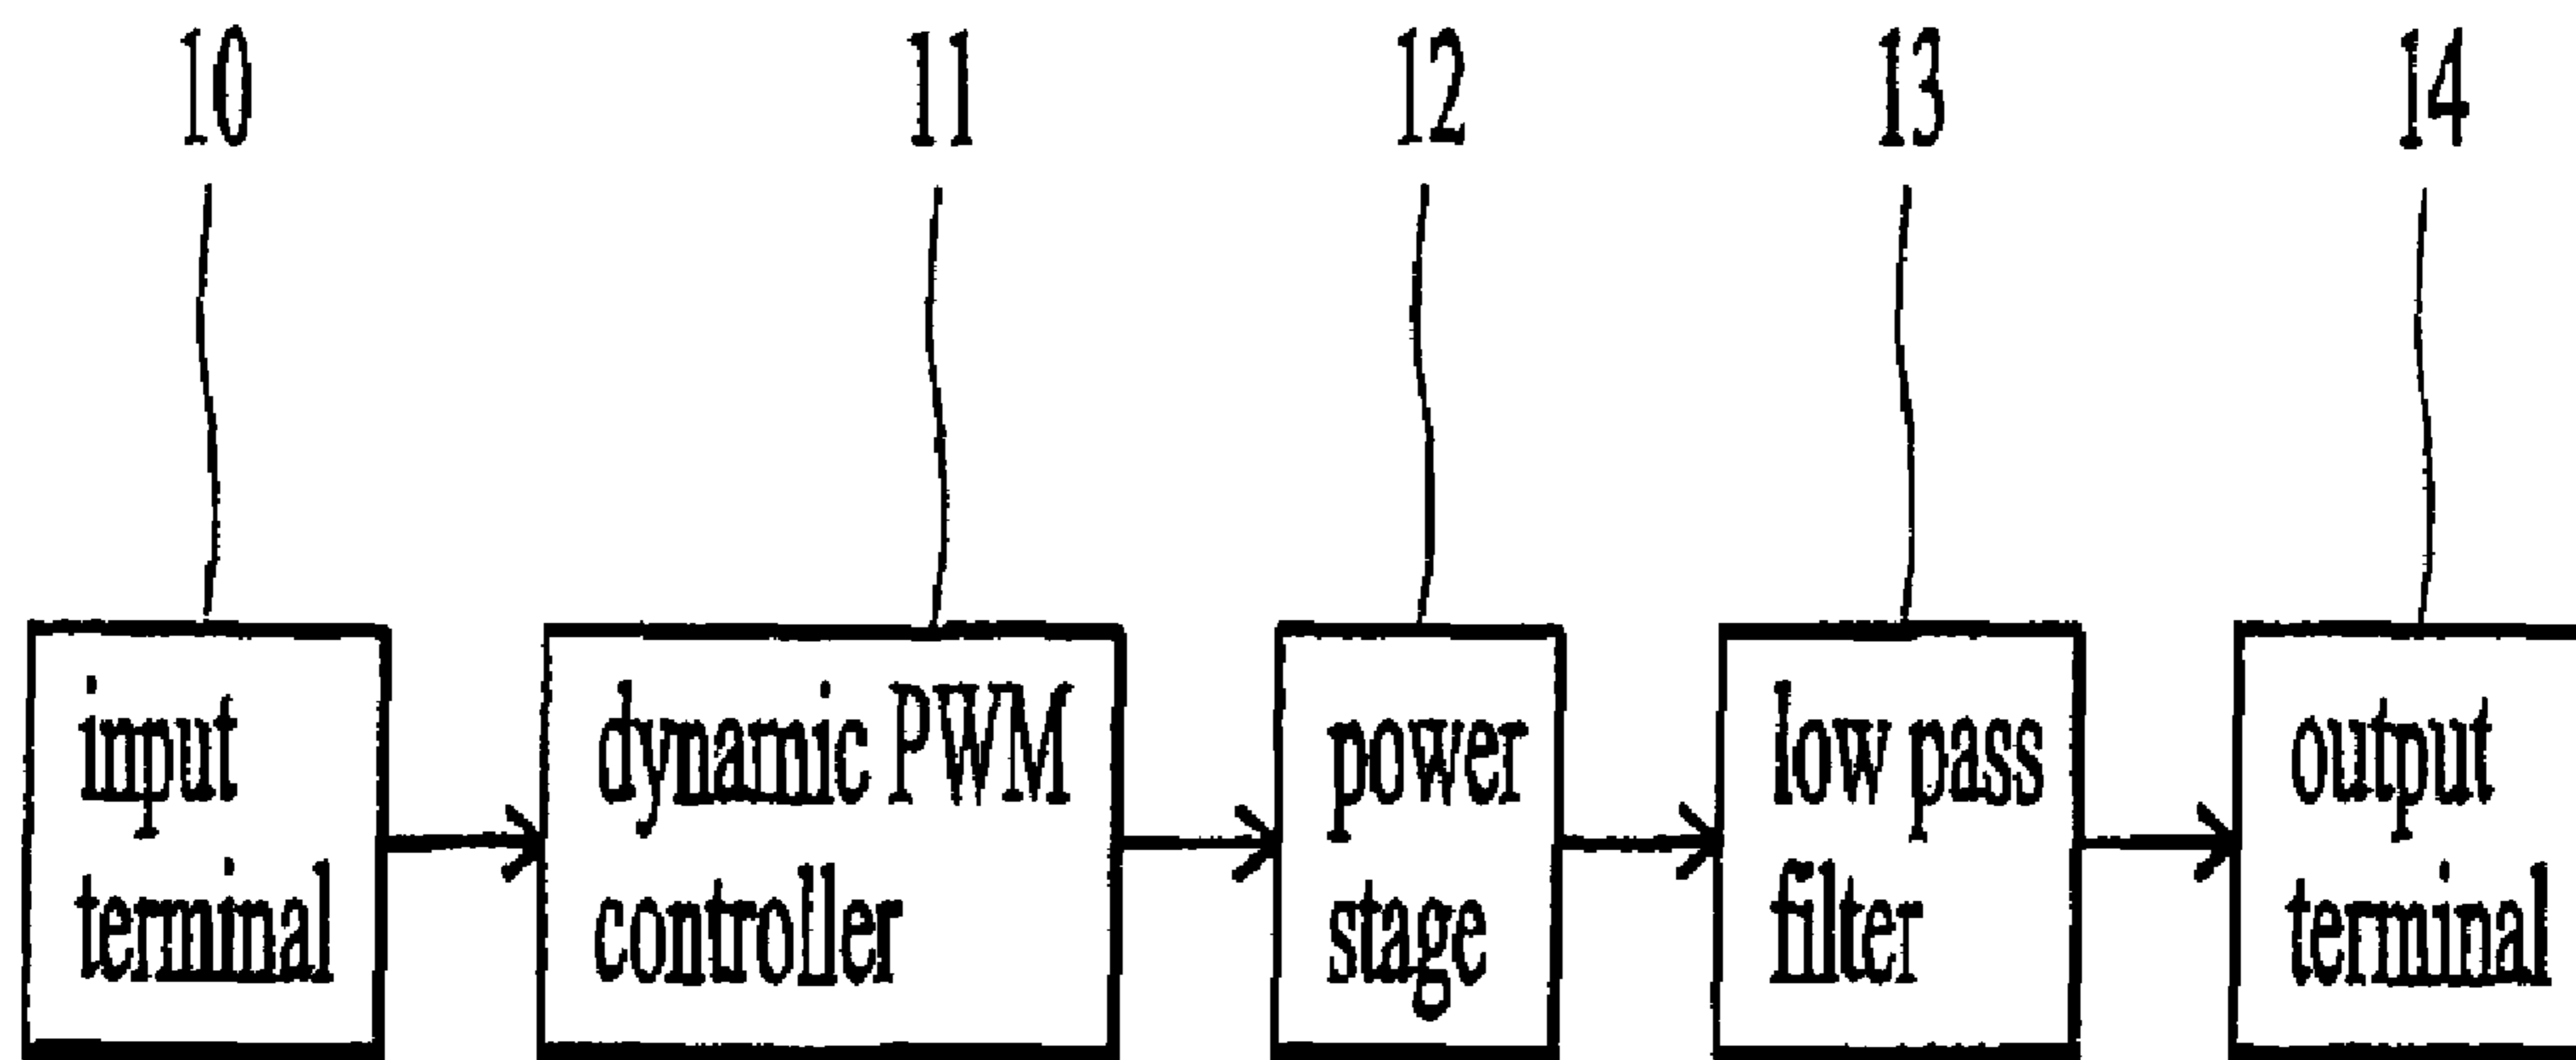 10
11
12
13
14
input
terminal
dynamic PWM
controller
power
stage
low pass
filter
output
terminal